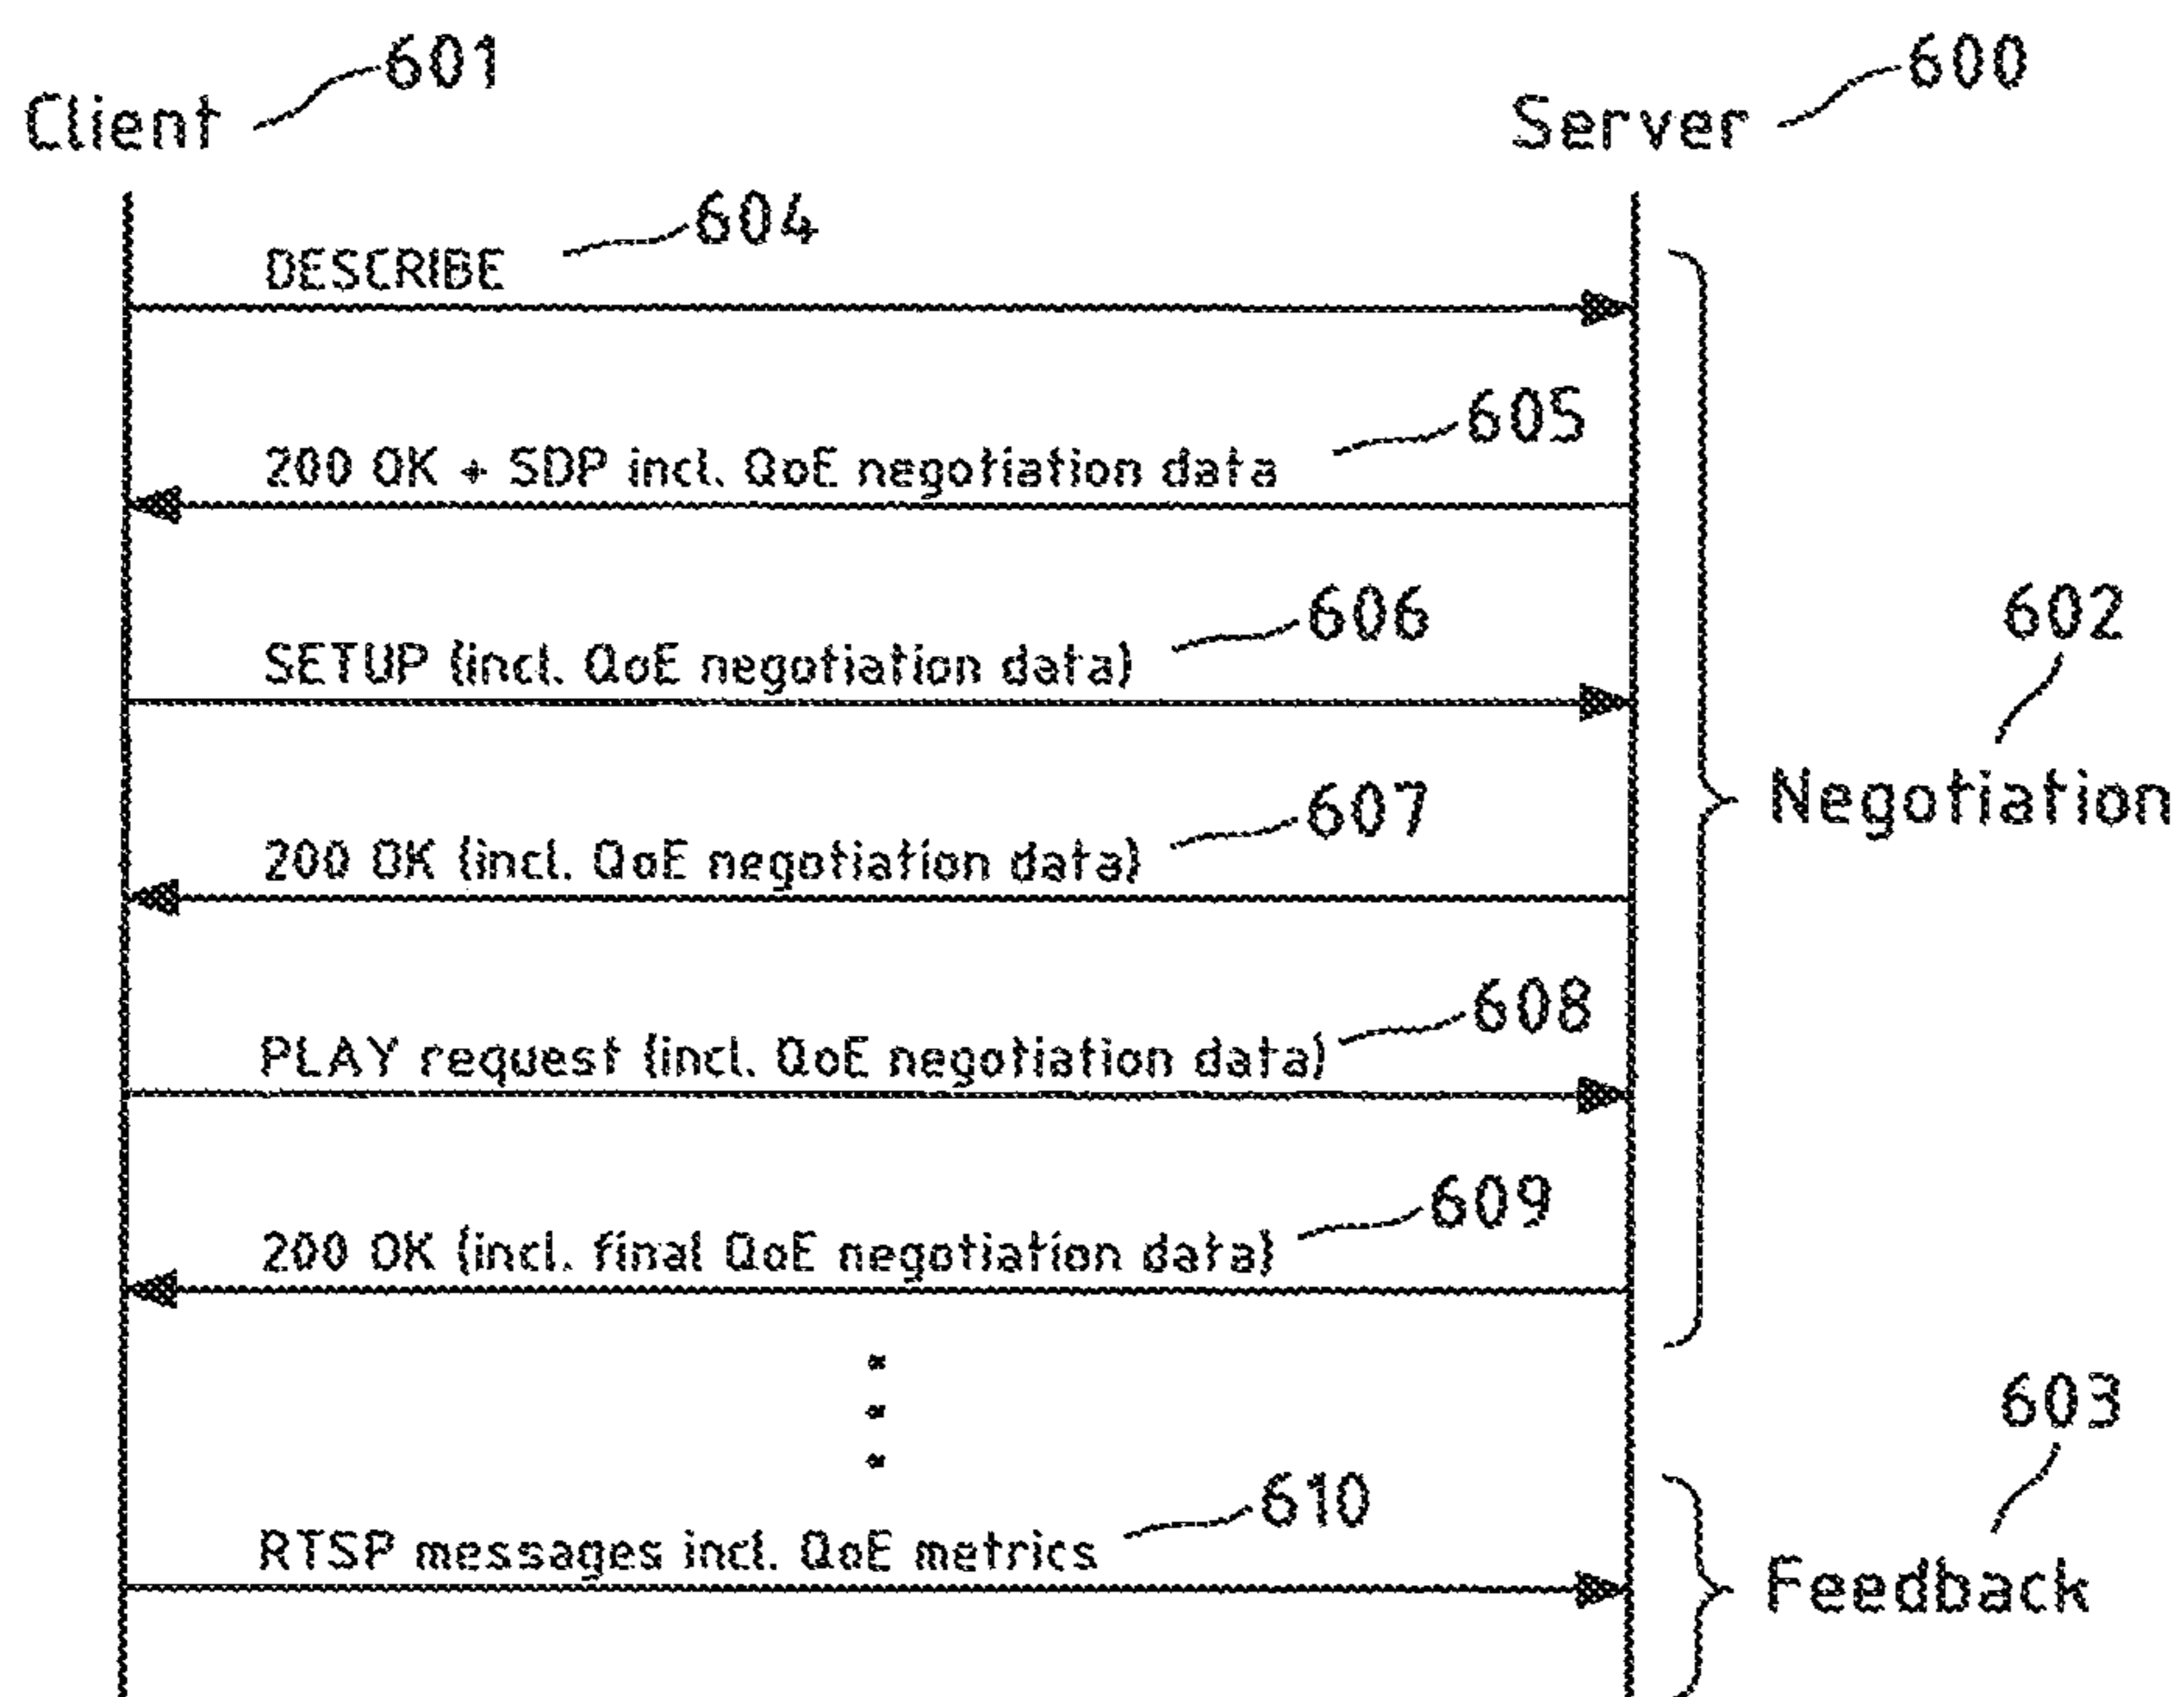 601
600
Client
Server
604
DESCRIBE
605
200 OK + SDP incl. QoE negotiation data
606
602
SETUP (incl. QoE negotiation data)
607
Negotiation
200 OK (incl. QoE negotiation data)
608
PLAY request (incl. QoE negotiation data)
609
200 OK (incl. final QoE negotiation data)
603
610
RTSP messages incl. QoE metrics
Feedback